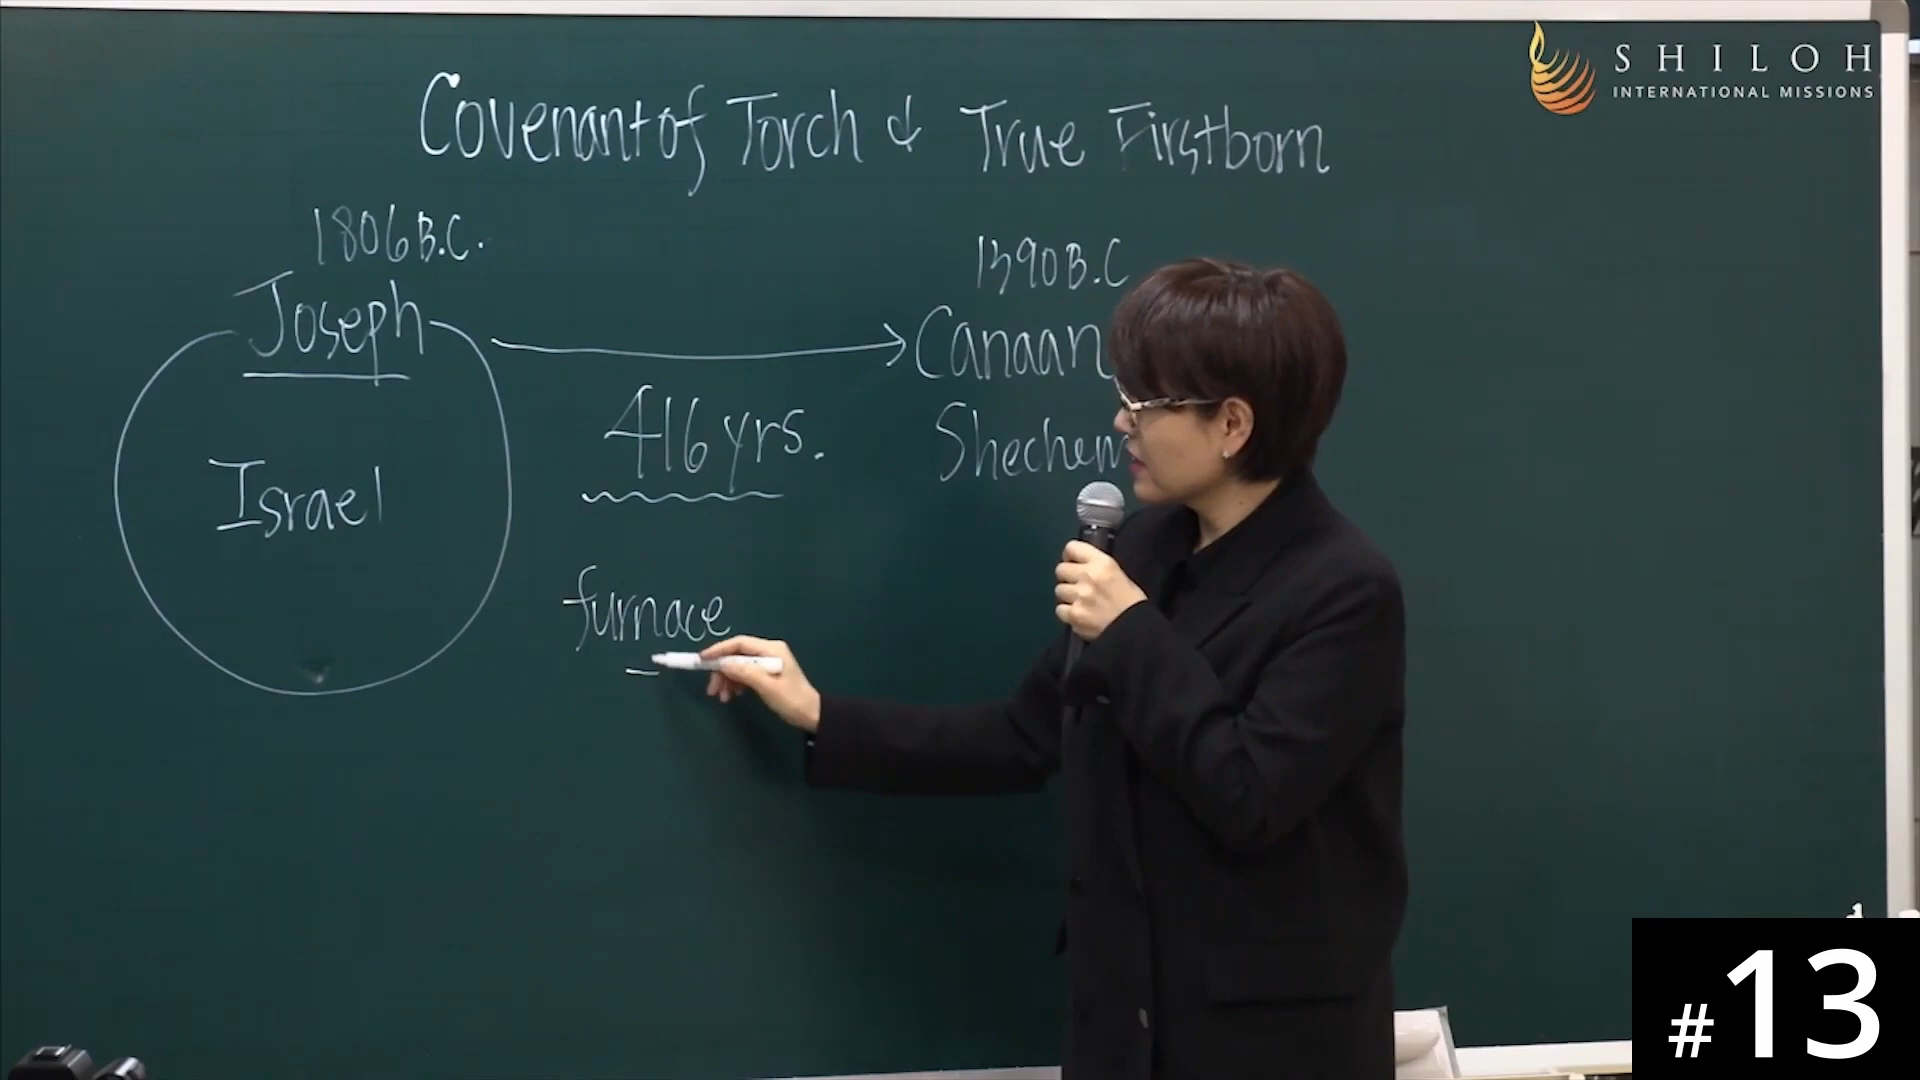 SHILOH
INTERNATIONAL MISSIONS
Covenant of Torch & True Firstborn
1806 B.C.
Joseph
Israel
416 yrs.
furnace
1390 B.C
Canaan
Shechem
#13